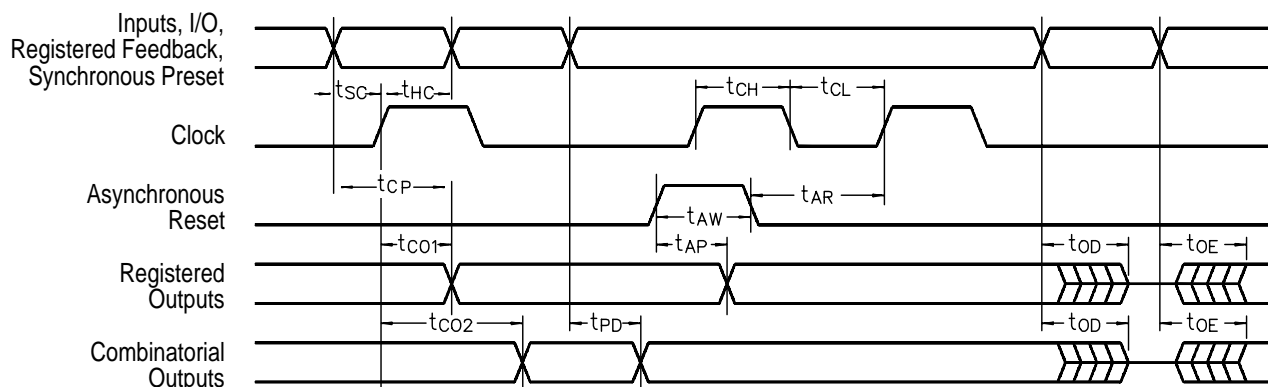 Inputs, I/O,
Registered Feedback,
Synchronous Preset
tSC
tHC
tCH
tCL
Clock
tCP
Asynchronous
Reset
tAW
tAR
tCO1
tAP
tOD
tOE
Registered
Outputs
tCO2
tPD
tOD
tOE
Combinatorial
Outputs